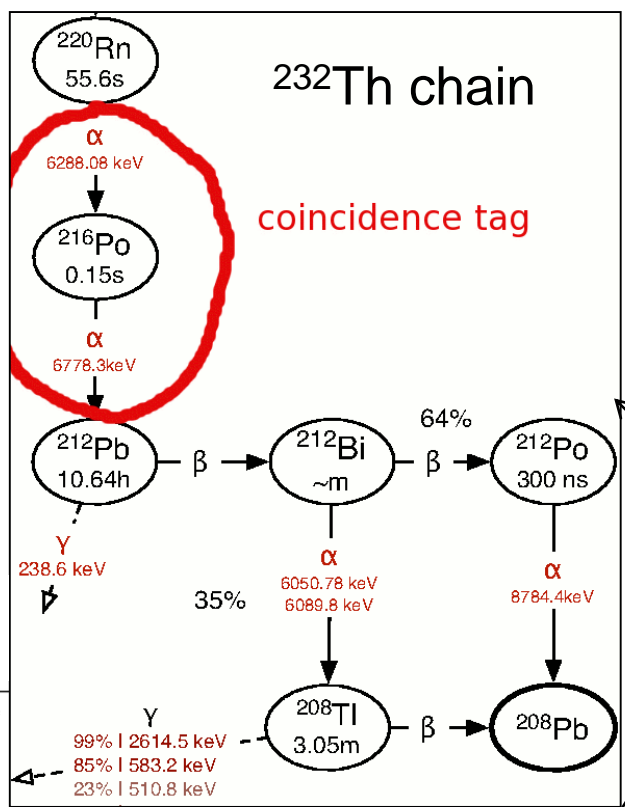 ²²⁰Rn
55.6s
²³²Th chain
α
6288.08 keV
coincidence tag
²¹⁶Po
0.15s
α
6778.3keV
64%
²¹²Pb
10.64h
β
²¹²Bi
~m
β
²¹²Po
300 ns
γ
238.6 keV
35%
α
6050.78 keV
6089.8 keV
α
8784.4keV
²⁰⁸Tl
3.05m
β
²⁰⁸Pb
γ
99% | 2614.5 keV
85% | 583.2 keV
23% | 510.8 keV